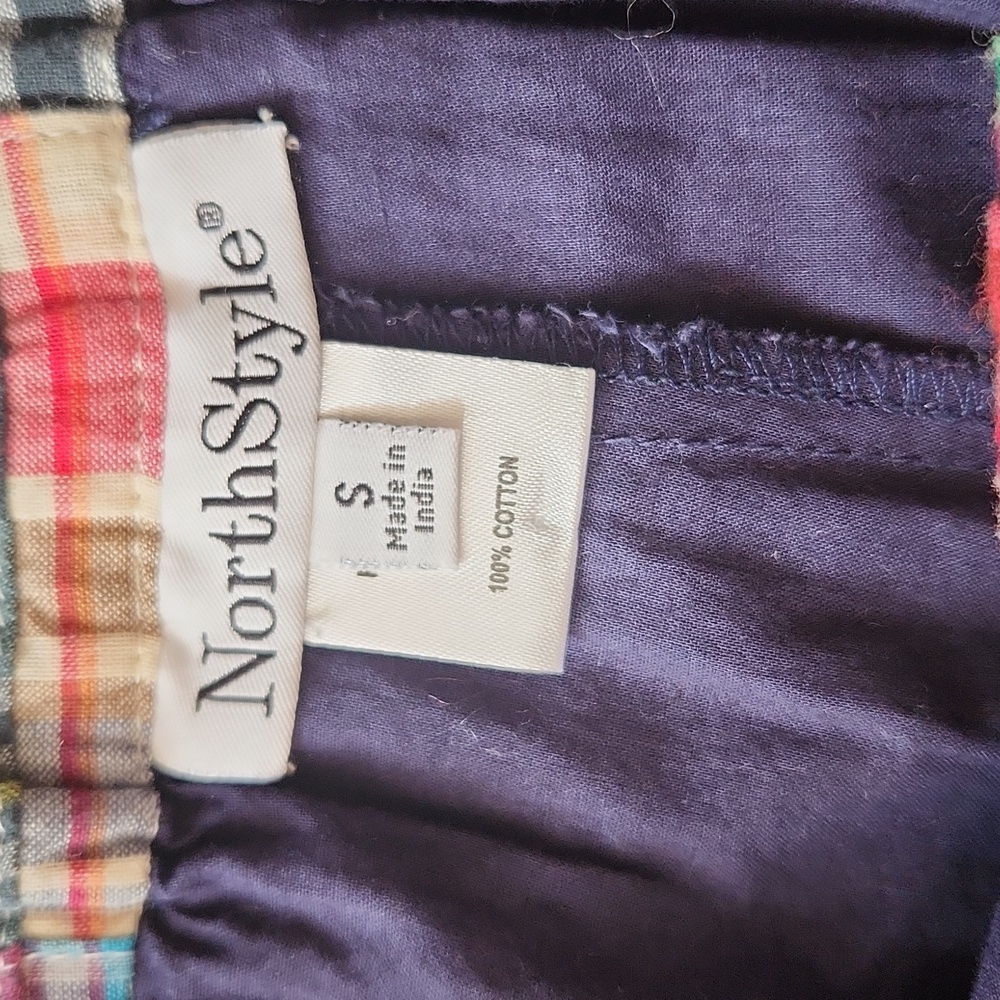 NorthStyle®
S
Made in
India
100% COTTON